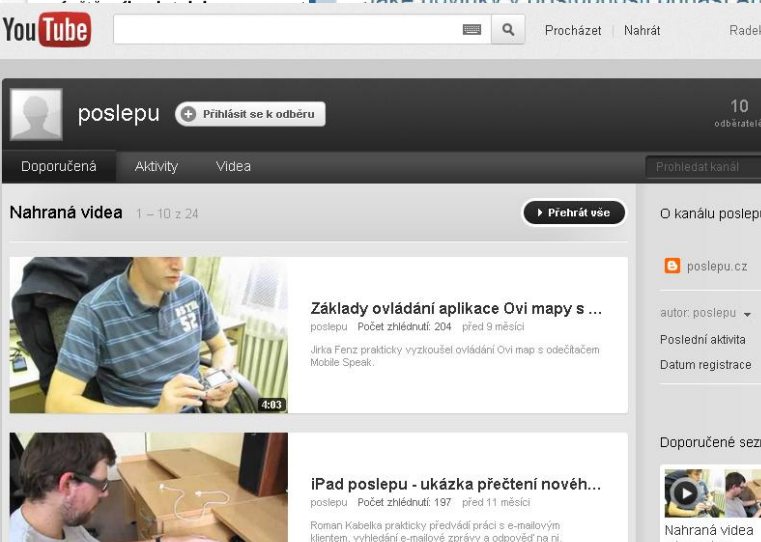 YouTube
Procházet | Nahrát
Radek
poslepu
Přihlásit se k odběru
10
odběratelé
Doporučená
Aktivity
Videa
Prohledat kanál
Nahraná videa 1 – 10 z 24
Přehrát vše
Základy ovládání aplikace Ovi mapy s ...
poslepu Počet zhlédnutí: 204 před 9 měsíci
Jirka Fenz prakticky vyzkoušel ovládání Ovi map s odečítačem
Mobile Speak.
4:03
iPad poslepu - ukázka přečtení novéh...
poslepu Počet zhlédnutí: 197 před 11 měsíci
Roman Kabelka prakticky předvádí práci s e-mailovým
klientem, vyhledání e-mailové zprávy a odpověď na ni.
O kanálu poslepu
poslepu.cz
autor: poslepu
Poslední aktivita
Datum registrace
Doporučené sez
Nahraná videa